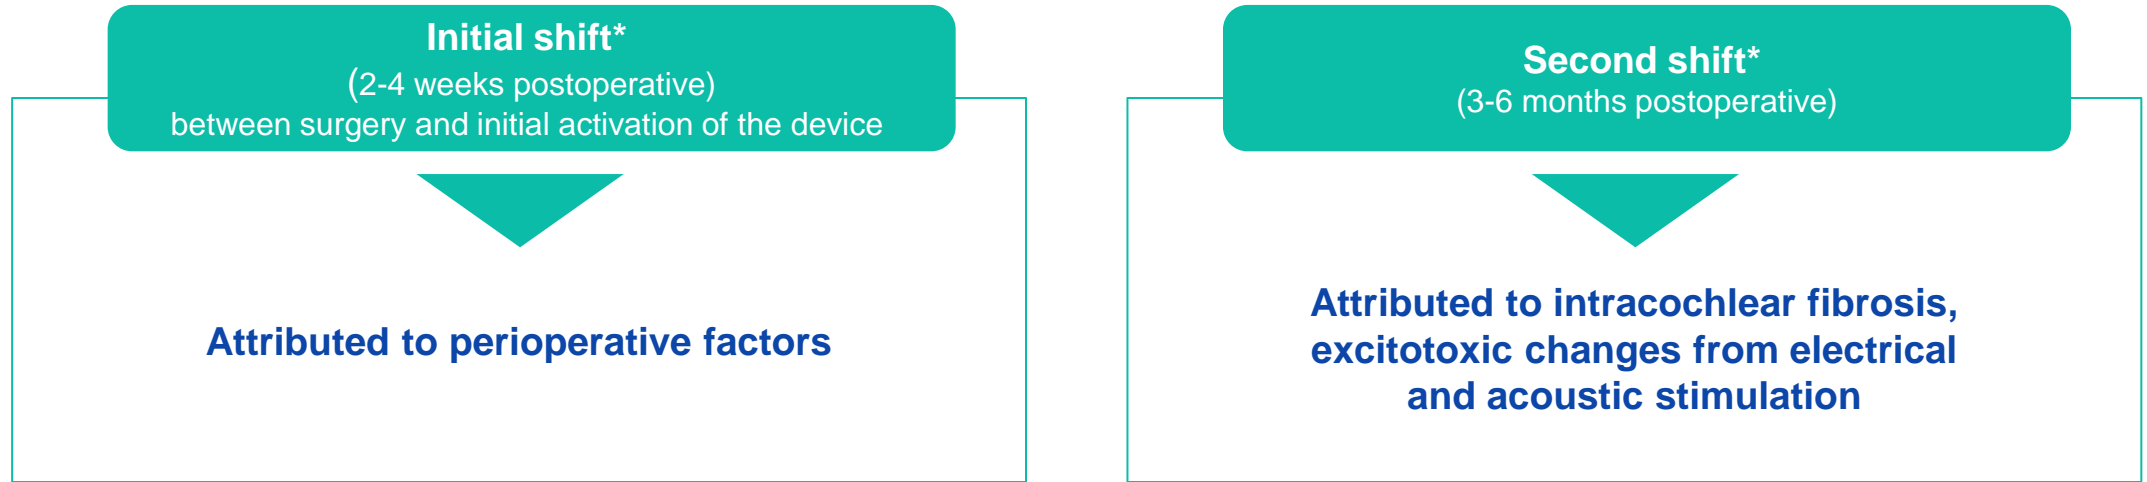 Initial shift*
(2-4 weeks postoperative)
between surgery and initial activation of the device
Attributed to perioperative factors
Second shift*
(3-6 months postoperative)
Attributed to intracochlear fibrosis,
excitotoxic changes from electrical
and acoustic stimulation